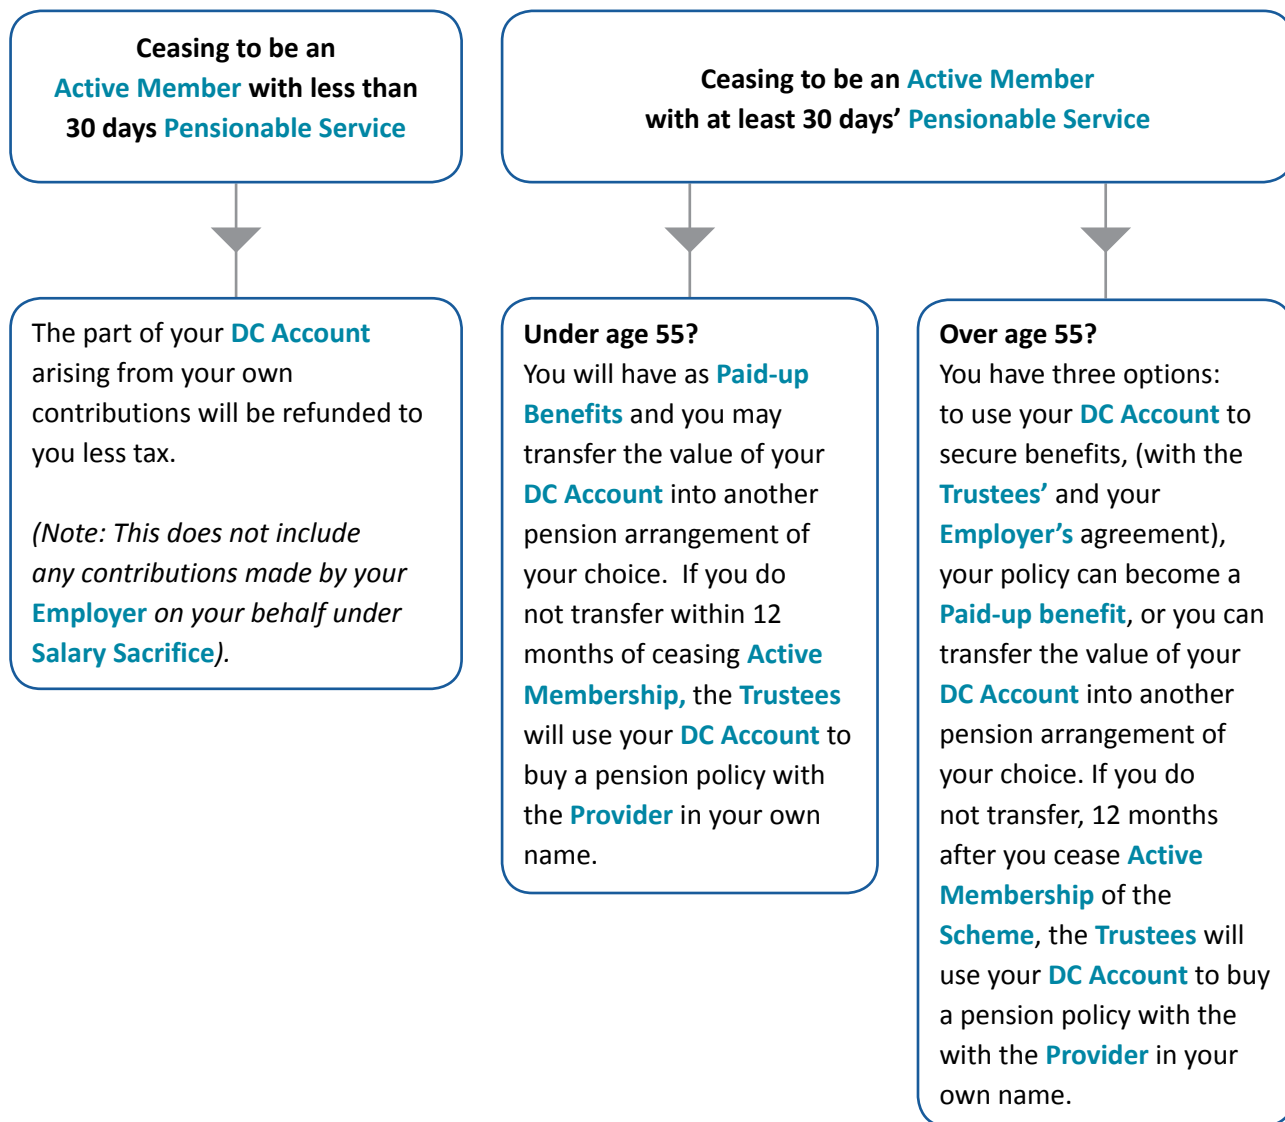 Ceasing to be an
Active Member with less than
30 days Pensionable Service
Ceasing to be an Active Member
with at least 30 days’ Pensionable Service
The part of your DC Account
arising from your own
contributions will be refunded to
you less tax.
(Note: This does not include
any contributions made by your
Employer on your behalf under
Salary Sacrifice).
Under age 55?
You will have as Paid-up
Benefits and you may
transfer the value of your
DC Account into another
pension arrangement of
your choice.  If you do
not transfer within 12
months of ceasing Active
Membership, the Trustees
will use your DC Account to
buy a pension policy with
the Provider in your own
name.
Over age 55?
You have three options:
to use your DC Account to
secure benefits, (with the
Trustees’ and your
Employer’s agreement),
your policy can become a
Paid-up benefit, or you can
transfer the value of your
DC Account into another
pension arrangement of
your choice. If you do
not transfer, 12 months
after you cease Active
Membership of the
Scheme, the Trustees will
use your DC Account to buy
a pension policy with the
with the Provider in your
own name.